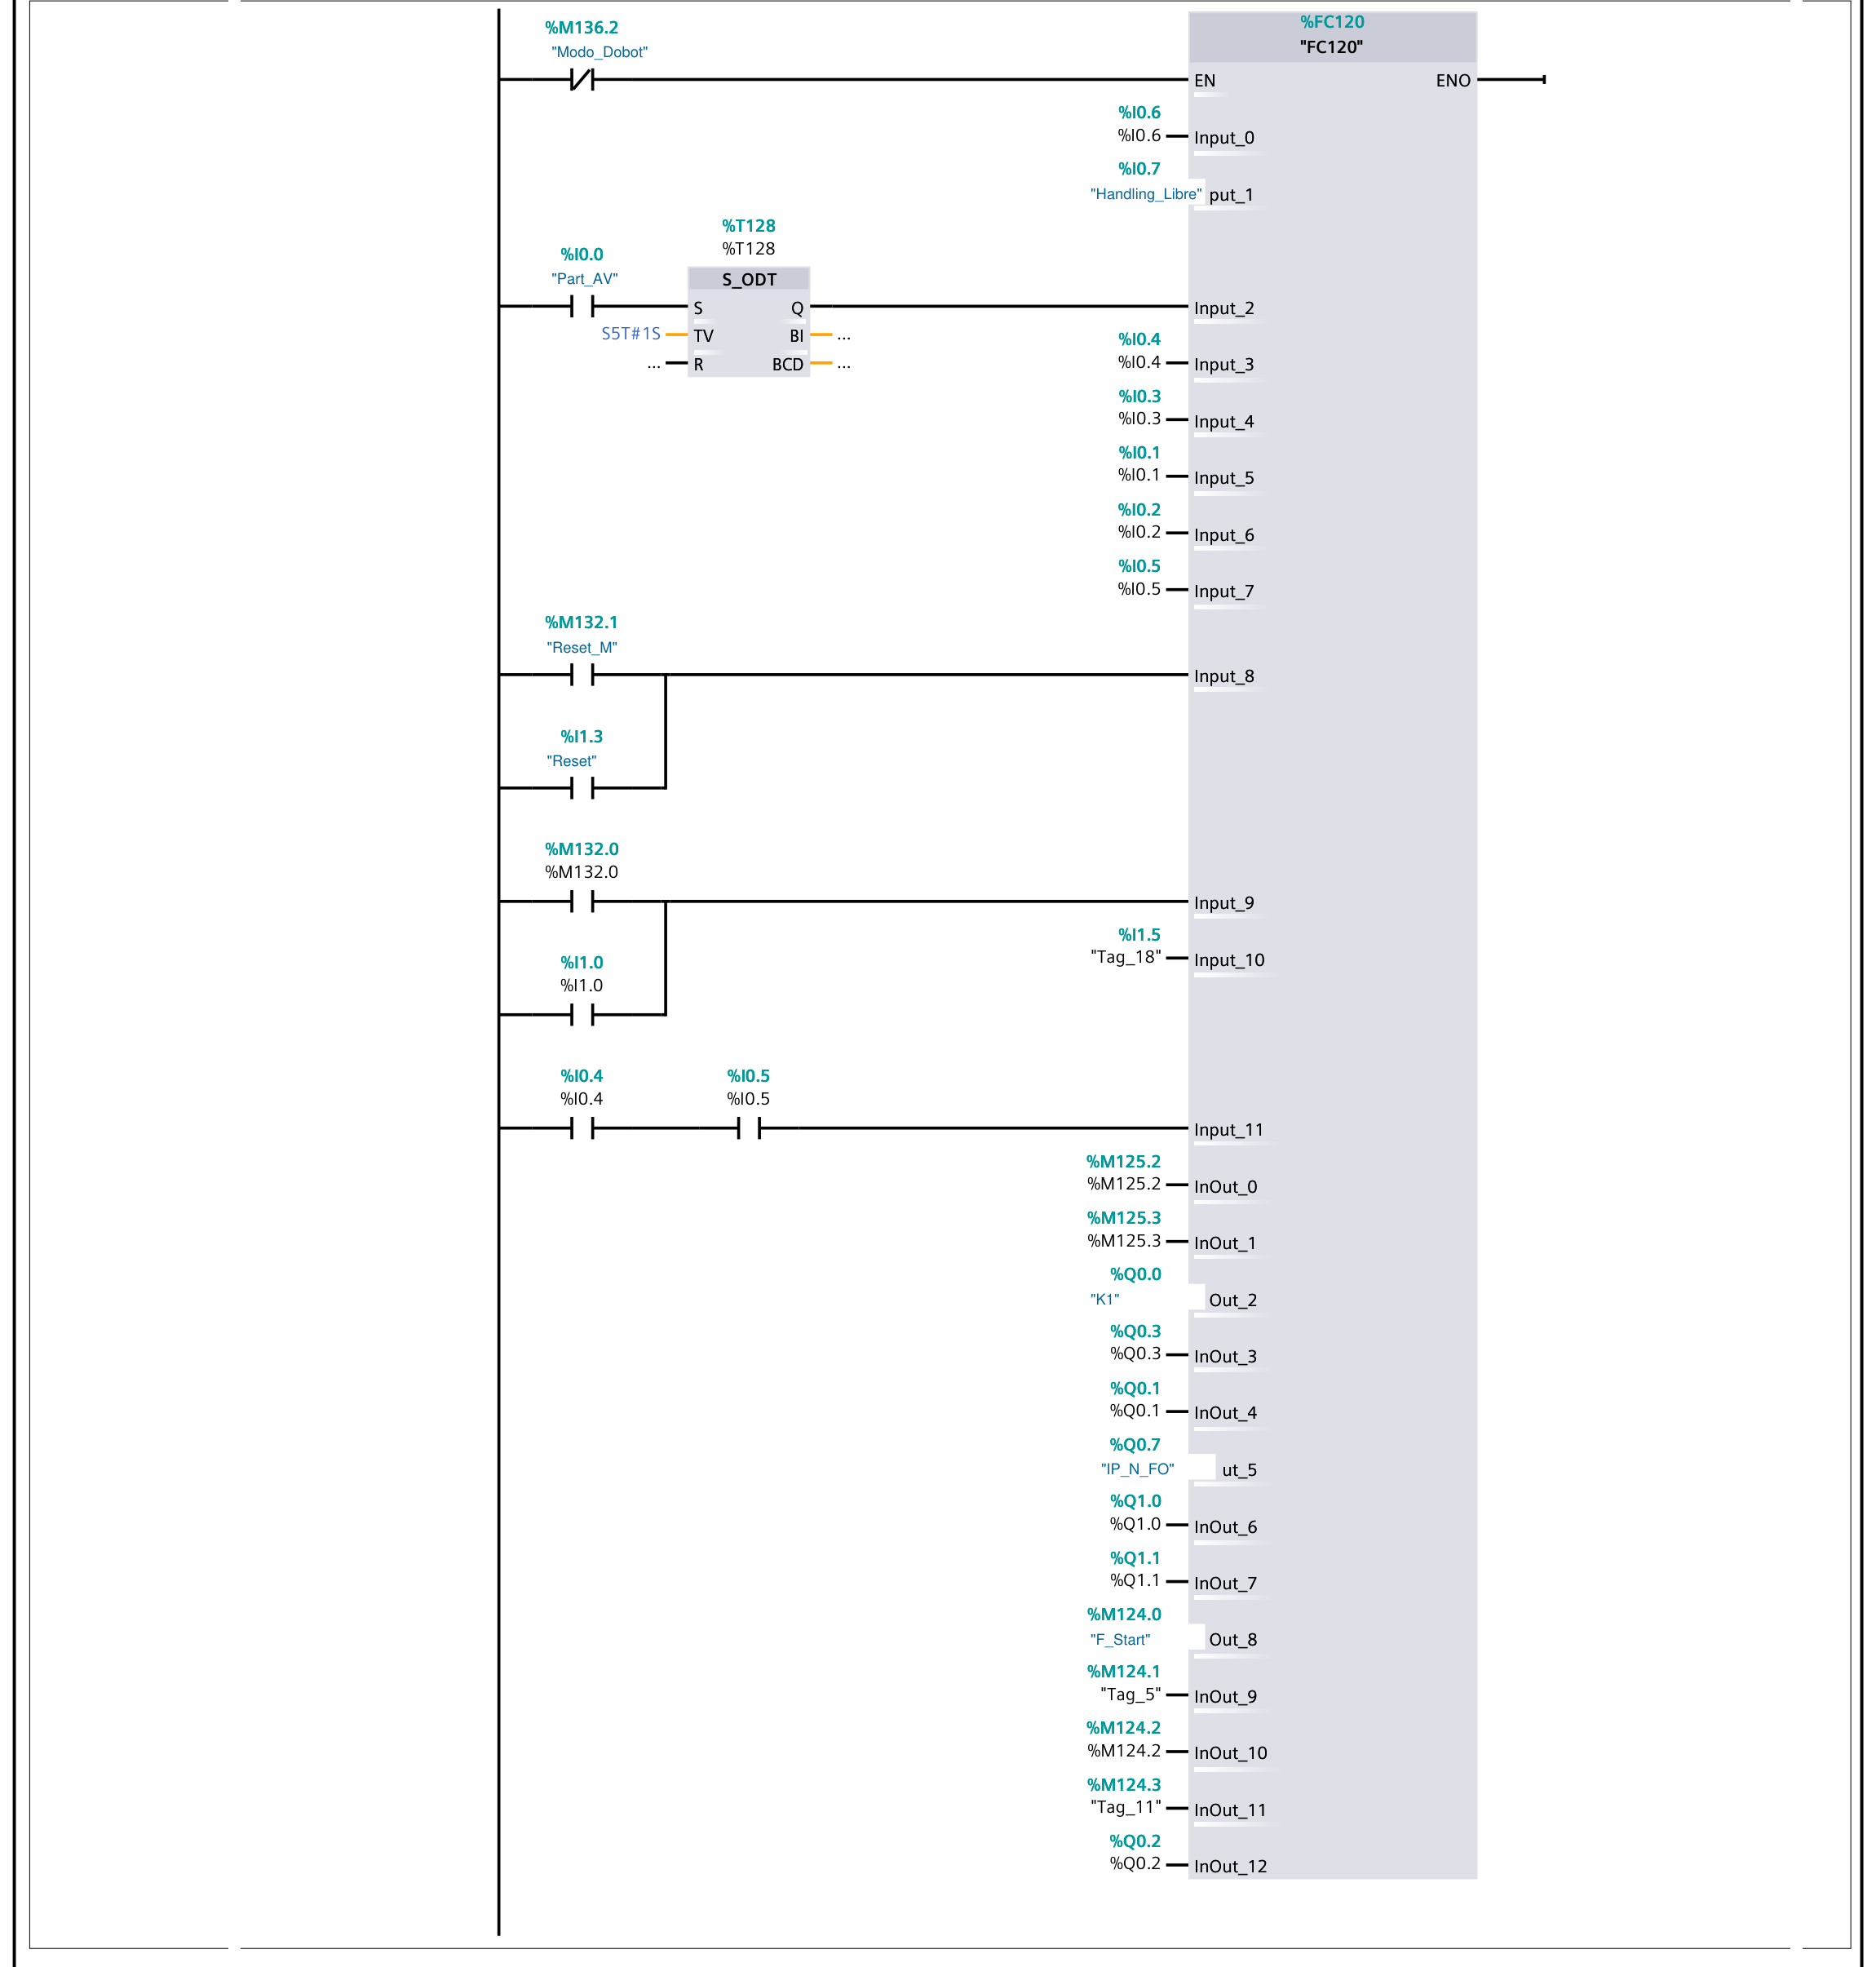 %M136.2
"Modo_Dobot"
%FC120
"FC120"
EN ENO
%I0.6
%I0.6 Input_0
%I0.7
"Handling_Libre" put_1
%T128
%T128
%I0.0
"Part_AV"
S_ODT
S Q Input_2
S5T#1S TV BI ...
... R BCD ...
%I0.4
%I0.4 Input_3
%I0.3
%I0.3 Input_4
%I0.1
%I0.1 Input_5
%I0.2
%I0.2 Input_6
%I0.5
%I0.5 Input_7
%M132.1
"Reset_M"
Input_8
%I1.3
"Reset"
%M132.0
%M132.0
Input_9
%I1.5
"Tag_18" Input_10
%I1.0
%I1.0
%I0.4 %I0.5
%I0.4 %I0.5
Input_11
%M125.2
%M125.2 InOut_0
%M125.3
%M125.3 InOut_1
%Q0.0
"K1" Out_2
%Q0.3
%Q0.3 InOut_3
%Q0.1
%Q0.1 InOut_4
%Q0.7
"IP_N_FO" ut_5
%Q1.0
%Q1.0 InOut_6
%Q1.1
%Q1.1 InOut_7
%M124.0
"F_Start" Out_8
%M124.1
"Tag_5" InOut_9
%M124.2
%M124.2 InOut_10
%M124.3
"Tag_11" InOut_11
%Q0.2
%Q0.2 InOut_12